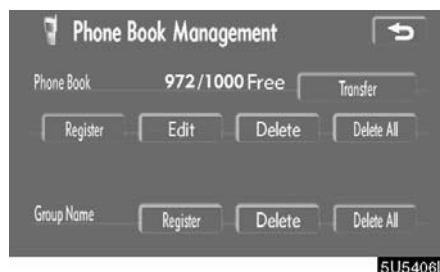 Phone Book Management
Phone Book 972/1000 Free Transfer
Register Edit Delete Delete All
Group Name Register Delete Delete All
5U5406